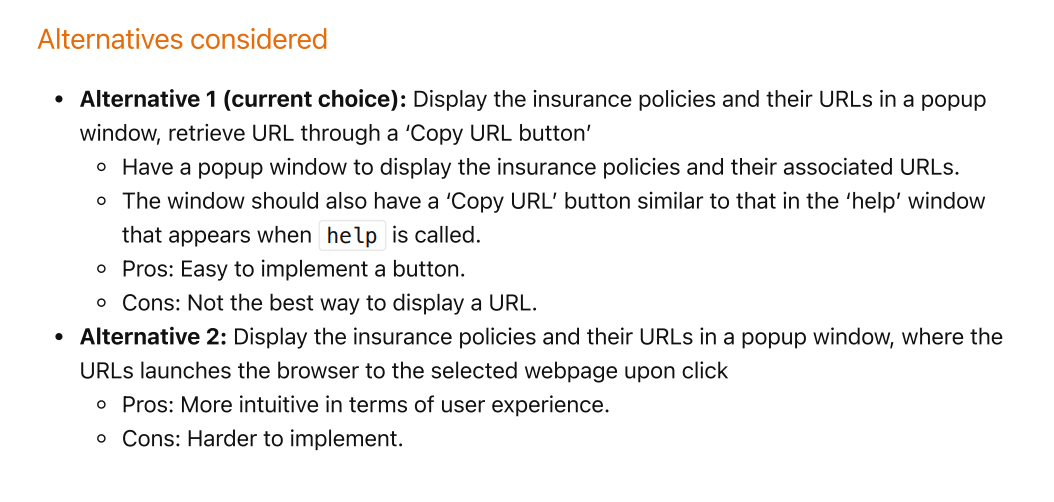 Alternatives considered
• Alternative 1 (current choice): Display the insurance policies and their URLs in a popup
window, retrieve URL through a ‘Copy URL button’
◦ Have a popup window to display the insurance policies and their associated URLs.
◦ The window should also have a ‘Copy URL’ button similar to that in the ‘help’ window
that appears when help is called.
◦ Pros: Easy to implement a button.
◦ Cons: Not the best way to display a URL.
• Alternative 2: Display the insurance policies and their URLs in a popup window, where the
URLs launches the browser to the selected webpage upon click
◦ Pros: More intuitive in terms of user experience.
◦ Cons: Harder to implement.